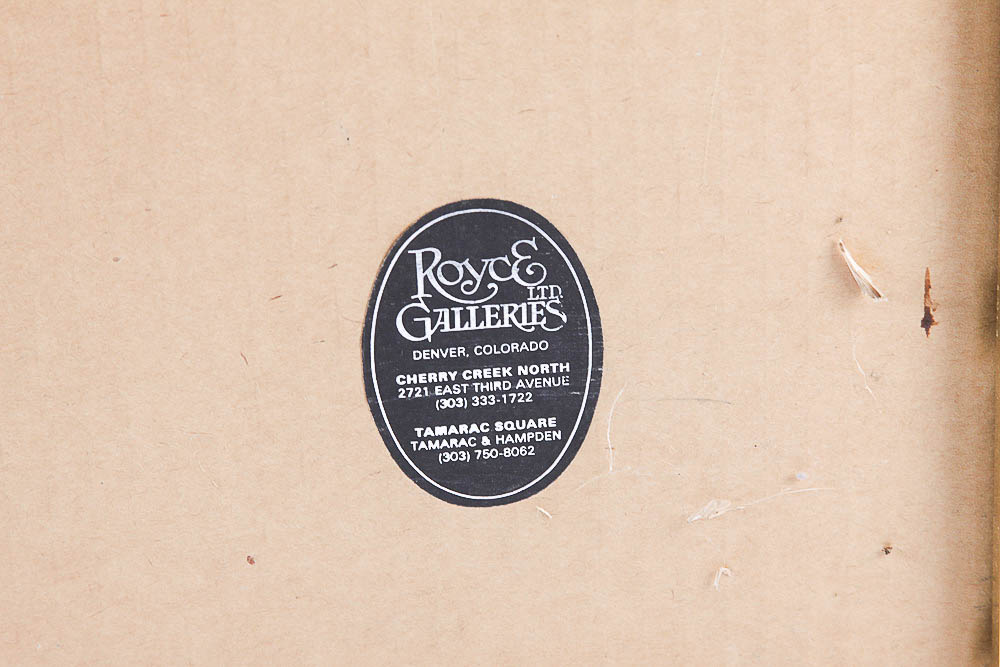 ROYCE
LTD.
GALLERIES
DENVER, COLORADO
CHERRY CREEK NORTH
2721 EAST THIRD AVENUE
(303) 333-1722
TAMARAC SQUARE
TAMARAC & HAMPDEN
(303) 750-8062